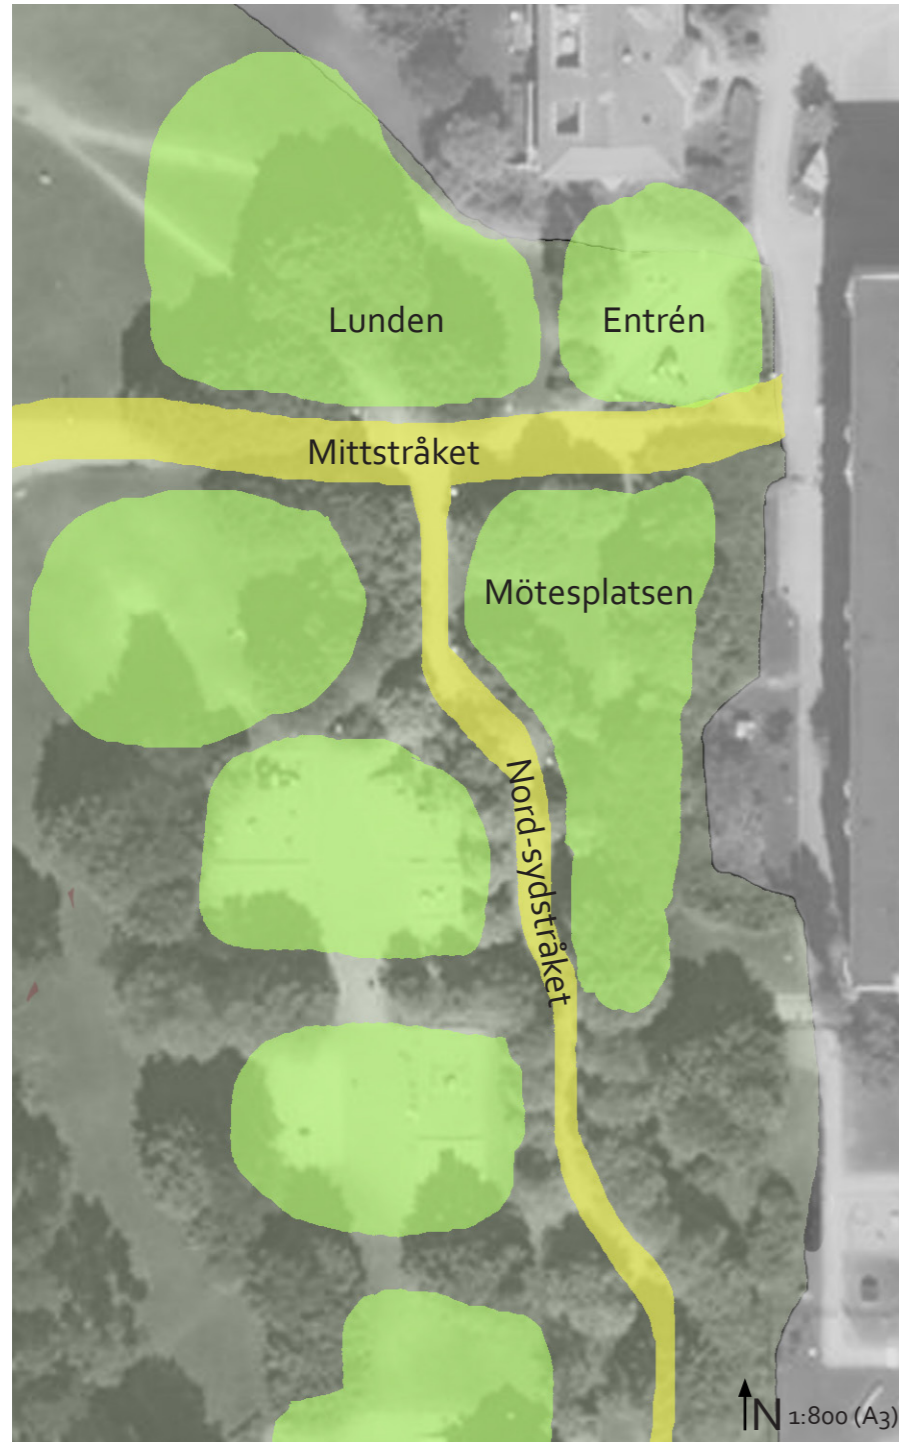 Lunden
Entrén
Mittstråket
Mötesplatsen
Nord-sydstråket
N 1:800 (A3)